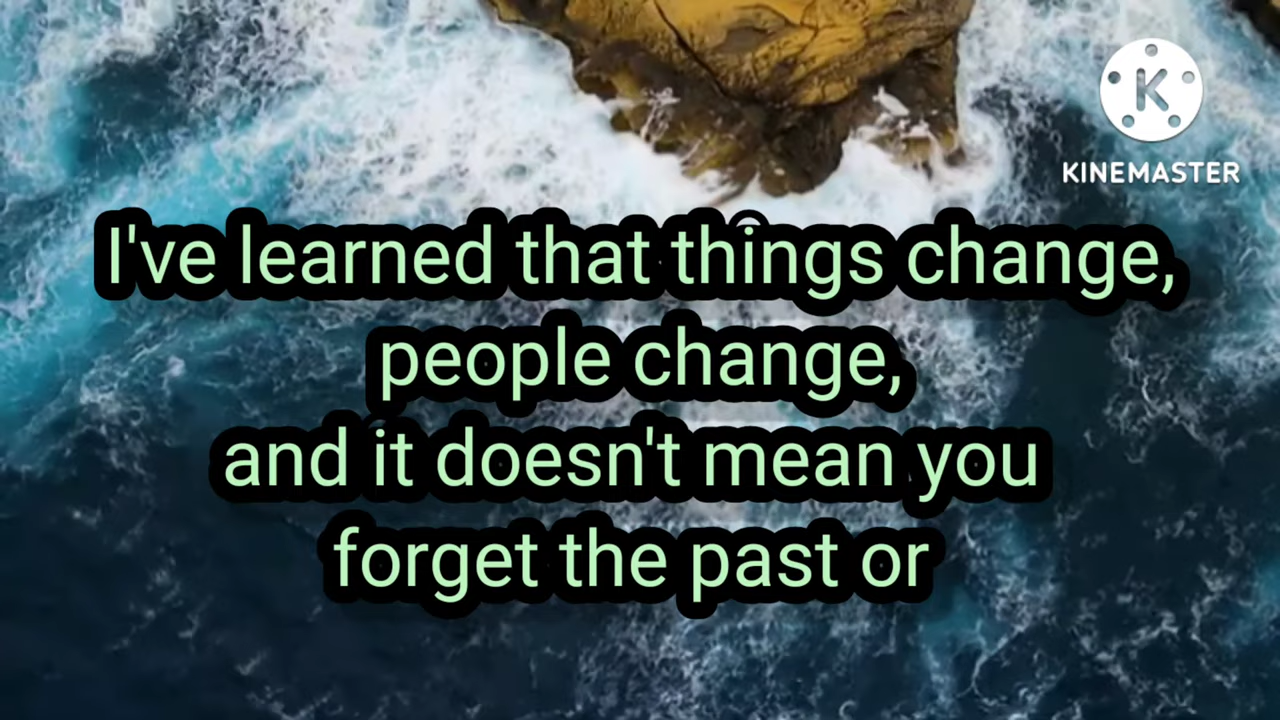 K
KINEMASTER
I've learned that things change,
people change,
and it doesn't mean you
forget the past or